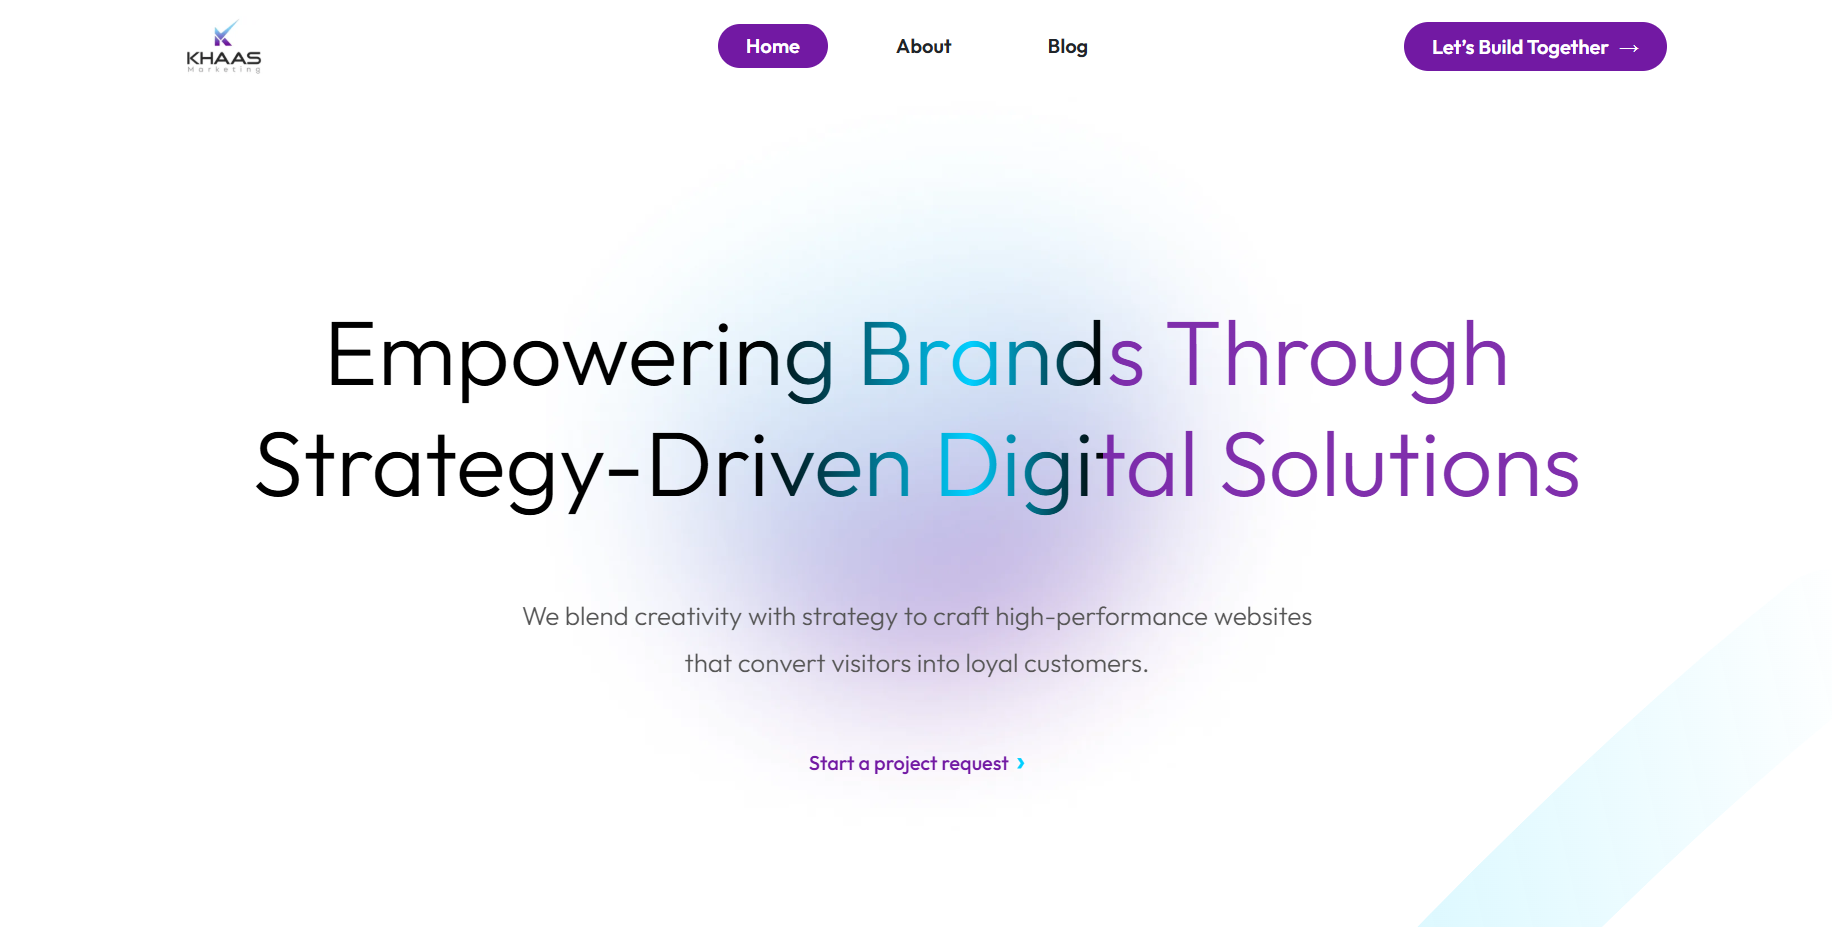 KHAAS
Marketing
Home
About
Blog
Let’s Build Together →
Empowering Brands Through
Strategy-Driven Digital Solutions
We blend creativity with strategy to craft high-performance websites
that convert visitors into loyal customers.
Start a project request ›